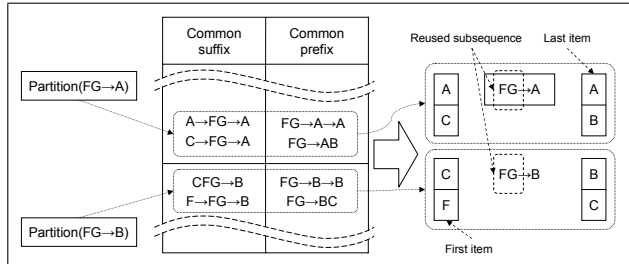 Common suffix
Common prefix
Reused subsequence
Last item
Partition(FG→A)
A→FG→A
FG→A→A
C→FG→A
FG→AB
A
FG→A
A
C
B
CFG→B
FG→B→B
F→FG→B
FG→BC
C
FG→B
B
F
C
Partition(FG→B)
First item